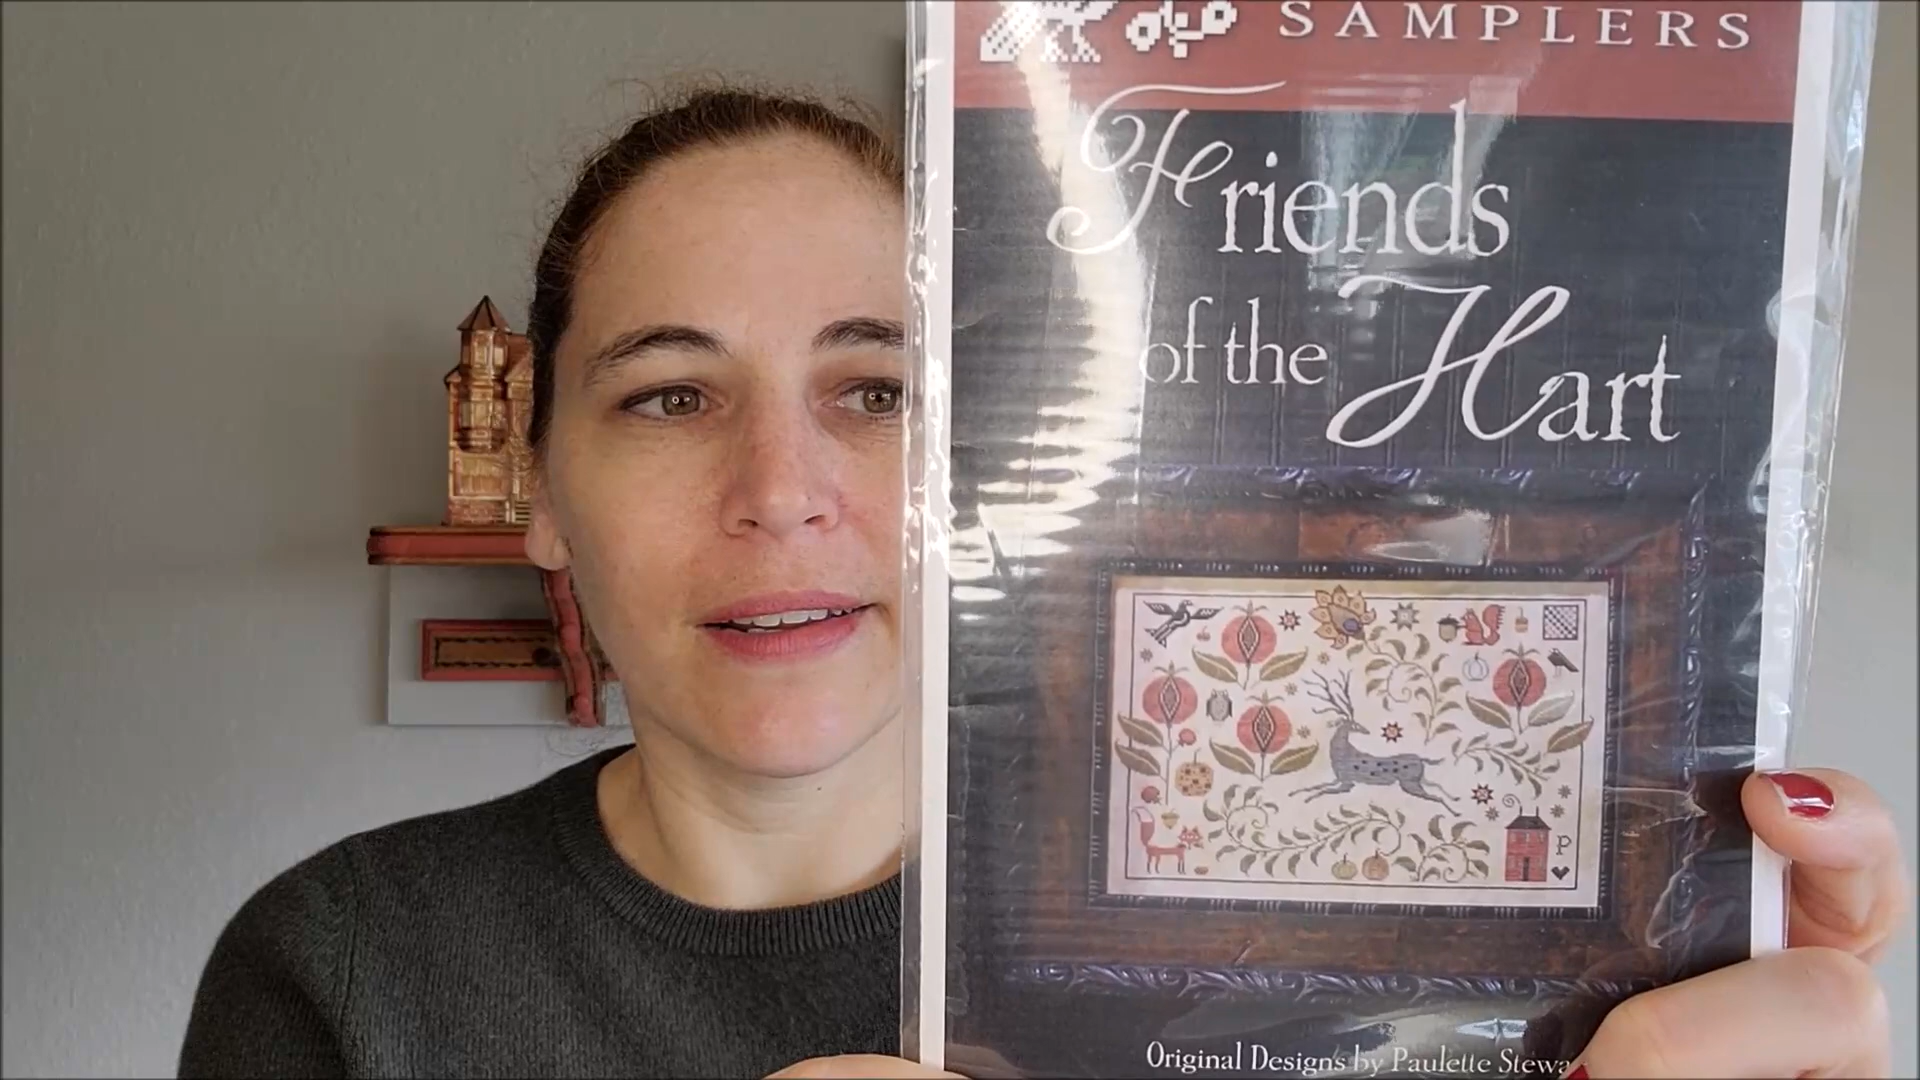 SAMPLERS
Friends
of the Hart
P
Original Designs by Paulette Stewa